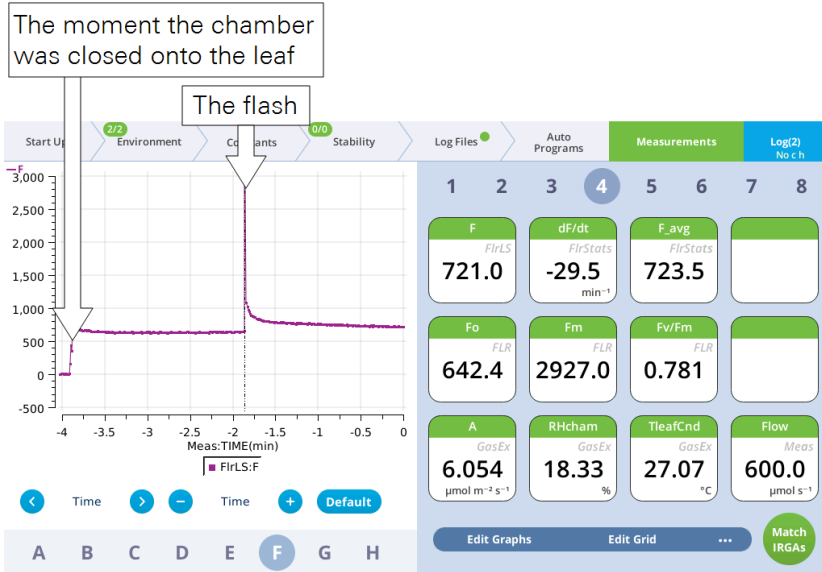 The moment the chamber
was closed onto the leaf
The flash
2/2
0/0
Environment
Stability
Log Files
Auto
Programs
Measurements
Log(2)
No c h
F
3,000
2,500
2,000
1,500
1,000
500
0
-500
-4
-3.5
-3
-2.5
-2
-1.5
-1
-0.5
0
Meas:TIME(min)
FlrLS:F
Time
Time
Default
A
B
C
D
E
F
G
H
1
2
3
4
5
6
7
8
F
FlrLS
721.0
dF/dt
FlrStats
-29.5
min⁻¹
F_avg
FlrStats
723.5
Fo
FLR
642.4
Fm
FLR
2927.0
Fv/Fm
FLR
0.781
A
GasEx
6.054
µmol m⁻² s⁻¹
RHcham
GasEx
18.33
%
TleafCnd
GasEx
27.07
°C
Flow
Meas
600.0
µmol s⁻¹
Edit Graphs
Edit Grid
...
Match
IRGAs